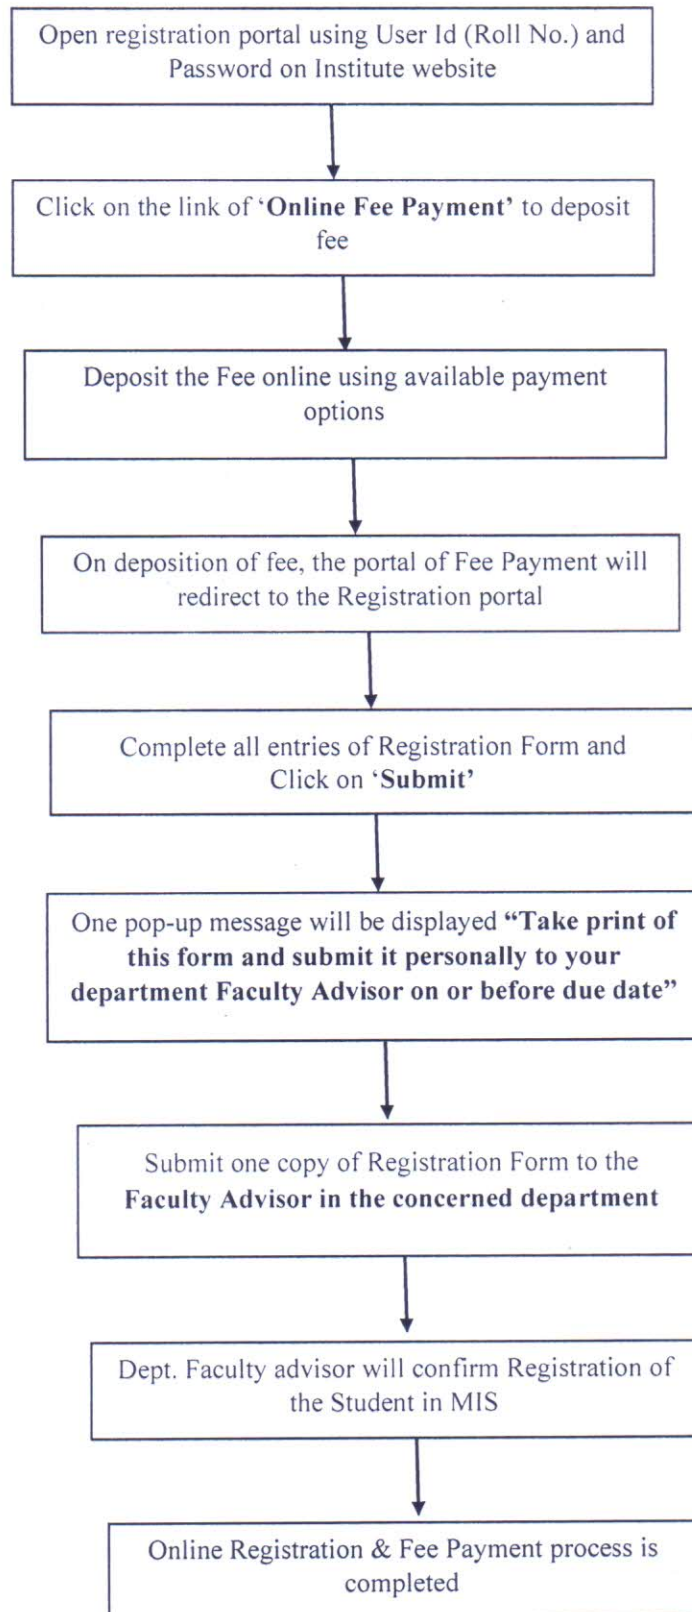 Open registration portal using User Id (Roll No.) and
Password on Institute website
Click on the link of ‘Online Fee Payment’ to deposit
fee
Deposit the Fee online using available payment
options
On deposition of fee, the portal of Fee Payment will
redirect to the Registration portal
Complete all entries of Registration Form and
Click on ‘Submit’
One pop-up message will be displayed “Take print of
this form and submit it personally to your
department Faculty Advisor on or before due date”
Submit one copy of Registration Form to the
Faculty Advisor in the concerned department
Dept. Faculty advisor will confirm Registration of
the Student in MIS
Online Registration & Fee Payment process is
completed